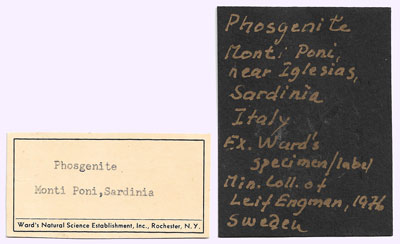 Phosgenite
Monti Poni,Sardinia
Ward's Natural Science Establishment, Inc., Rochester, N.Y.
Phosgenite
Monti Poni,
near Iglesias,
Sardinia
Italy
Ex. Ward's
specimen/label
Min. Coll. of
Leif Engman, 1976
Sweden